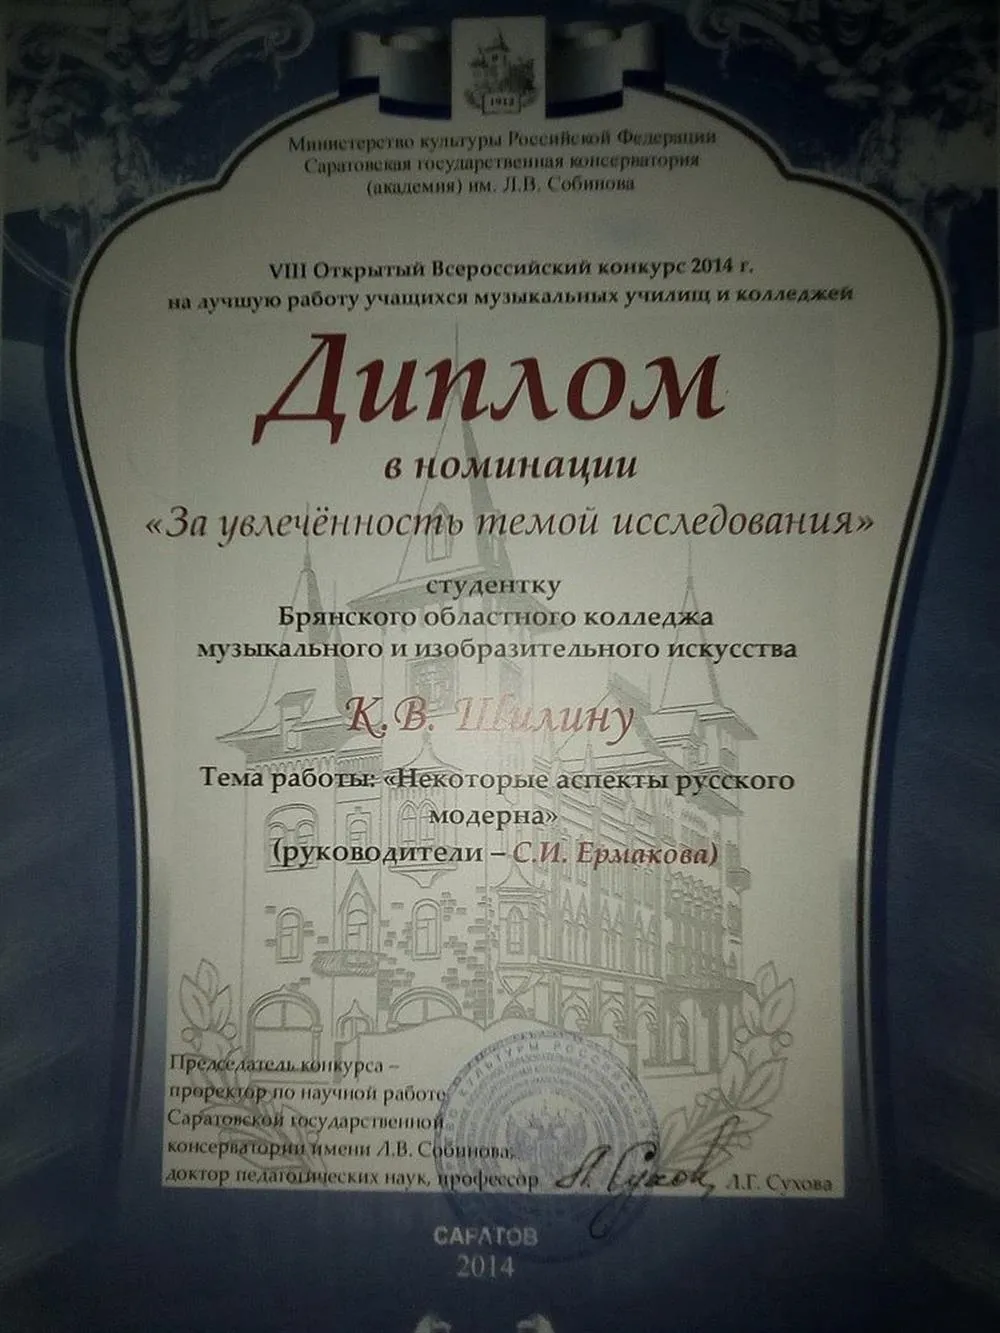 1912
Министерство культуры Российской Федерации
Саратовская государственная консерватория
(академия) им. Л.В. Собинова
VIII Открытый Всероссийский конкурс 2014 г.
на лучшую работу учащихся музыкальных училищ и колледжей
Диплом
в номинации
«За увлечённость темой исследования»
студентку
Брянского областного колледжа
музыкального и изобразительного искусства
К.В. Шилину
Тема работы: «Некоторые аспекты русского
модерна»
(руководители – С.И. Ермакова)
Председатель конкурса –
проректор по научной работе
Саратовской государственной
консерватории имени Л.В. Собинова,
доктор педагогических наук, профессор
Л.Г. Сухова
САРАТОВ
2014